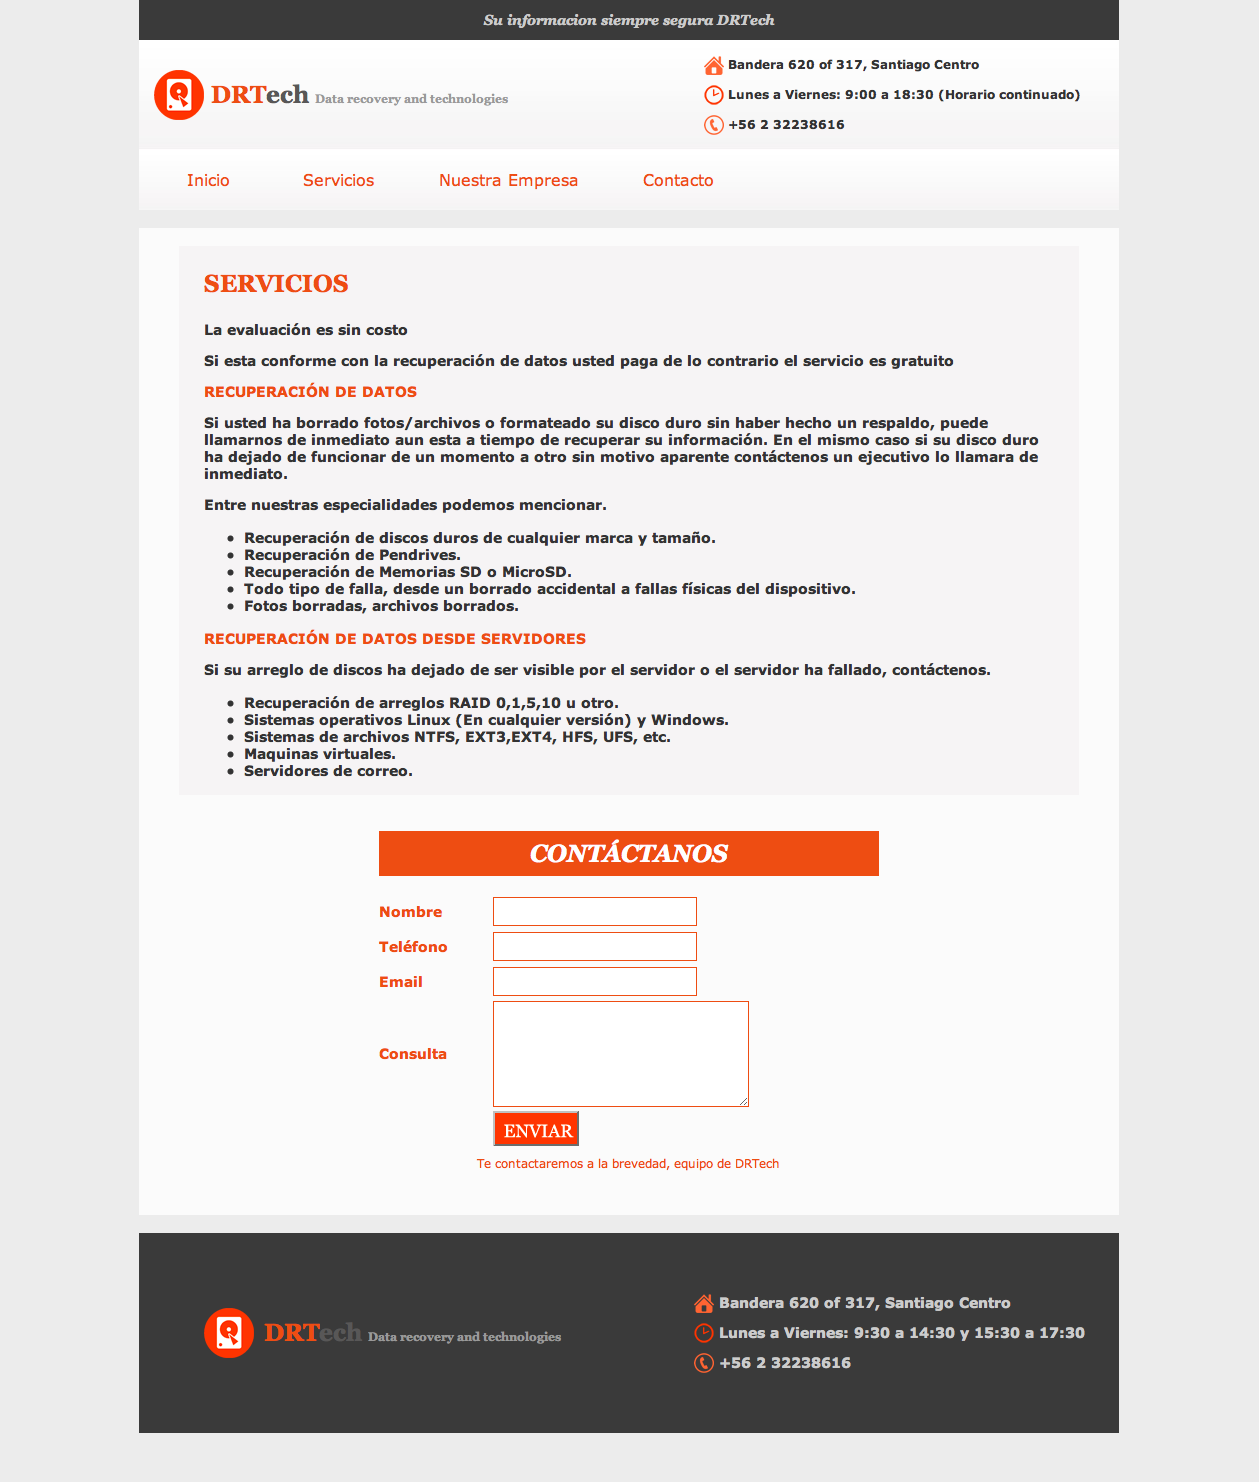 Su informacion siempre segura DRTech
DRTech Data recovery and technologies
Bandera 620 of 317, Santiago Centro
Lunes a Viernes: 9:00 a 18:30 (Horario continuado)
+56 2 32238616
Inicio Servicios Nuestra Empresa Contacto
SERVICIOS
La evaluación es sin costo
Si esta conforme con la recuperación de datos usted paga de lo contrario el servicio es gratuito
RECUPERACIÓN DE DATOS
Si usted ha borrado fotos/archivos o formateado su disco duro sin haber hecho un respaldo, puede
llamarnos de inmediato aun esta a tiempo de recuperar su información. En el mismo caso si su disco duro
ha dejado de funcionar de un momento a otro sin motivo aparente contáctenos un ejecutivo lo llamara de
inmediato.
Entre nuestras especialidades podemos mencionar.
• Recuperación de discos duros de cualquier marca y tamaño.
• Recuperación de Pendrives.
• Recuperación de Memorias SD o MicroSD.
• Todo tipo de falla, desde un borrado accidental a fallas físicas del dispositivo.
• Fotos borradas, archivos borrados.
RECUPERACIÓN DE DATOS DESDE SERVIDORES
Si su arreglo de discos ha dejado de ser visible por el servidor o el servidor ha fallado, contáctenos.
• Recuperación de arreglos RAID 0,1,5,10 u otro.
• Sistemas operativos Linux (En cualquier versión) y Windows.
• Sistemas de archivos NTFS, EXT3,EXT4, HFS, UFS, etc.
• Maquinas virtuales.
• Servidores de correo.
CONTÁCTANOS
Nombre
Teléfono
Email
Consulta
ENVIAR
Te contactaremos a la brevedad, equipo de DRTech
DRTech Data recovery and technologies
Bandera 620 of 317, Santiago Centro
Lunes a Viernes: 9:30 a 14:30 y 15:30 a 17:30
+56 2 32238616